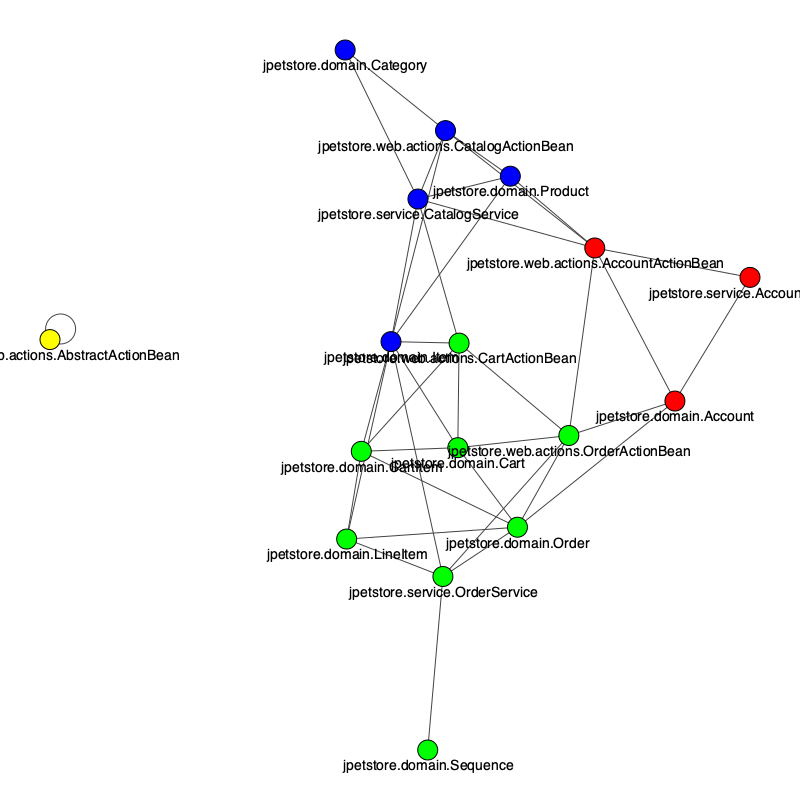 jpetstore.domain.Category
jpetstore.web.actions.CatalogActionBean
jpetstore.domain.Product
jpetstore.service.CatalogService
jpetstore.web.actions.AccountActionBean
jpetstore.service.Accoun
b.actions.AbstractActionBean
jpetstore.domain.Item
jpetstore.web.actions.CartActionBean
jpetstore.domain.Account
jpetstore.web.actions.OrderActionBean
jpetstore.domain.CartItem
jpetstore.domain.Cart
jpetstore.domain.Order
jpetstore.domain.LineItem
jpetstore.service.OrderService
jpetstore.domain.Sequence